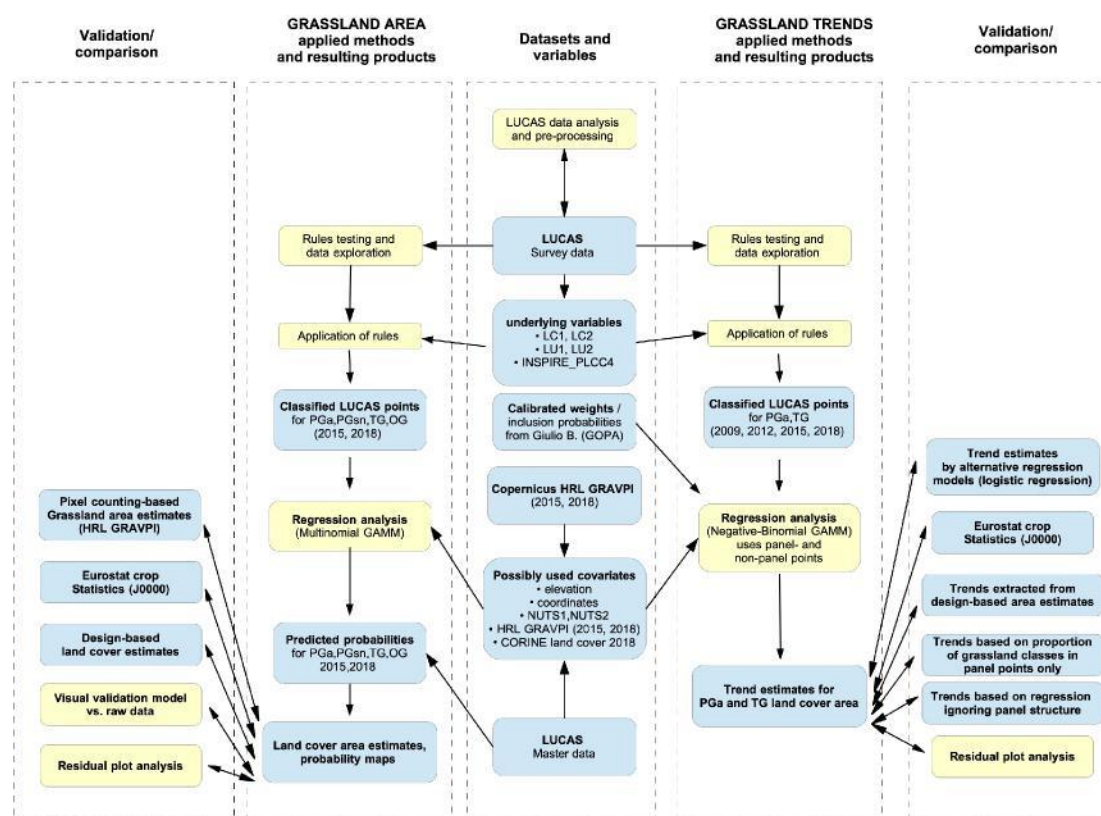 Validation/
comparison
GRASSLAND AREA
applied methods
and resulting products
Datasets and
variables
GRASSLAND TRENDS
applied methods
and resulting products
Validation/
comparison
LUCAS data analysis
and pre-processing
Rules testing and
data exploration
LUCAS
Survey data
Rules testing and
data exploration
Application of rules
underlying variables
• LC1, LC2
• LU1, LU2
• INSPIRE_PLCC4
Application of rules
Classified LUCAS points
for PGa,PGsn,TG,OG
(2015, 2018)
Calibrated weights /
inclusion probabilities
from Giulio B. (GOPA)
Classified LUCAS points
for PGa,TG
(2009, 2012, 2015, 2018)
Pixel counting-based
Grassland area estimates
(HRL GRAVPI)
Regression analysis
(Multinomial GAMM)
Copernicus HRL GRAVPI
(2015, 2018)
Regression analysis
(Negative-Binomial GAMM)
uses panel- and
non-panel points
Trend estimates
by alternative regression
models (logistic regression)
Eurostat crop
Statistics (J0000)
Eurostat crop
Statistics (J0000)
Possibly used covariates
• elevation
• coordinates
• NUTS1,NUTS2
• HRL GRAVPI (2015, 2018)
• CORINE land cover 2018
Trends extracted from
design-based area estimates
Design-based
land cover estimates
Predicted probabilities
for PGa,PGsn,TG,OG
2015,2018
Trends based on proportion
of grassland classes in
panel points only
Visual validation model
vs. raw data
Trend estimates for
PGa and TG land cover area
Trends based on regression
ignoring panel structure
Residual plot analysis
Land cover area estimates,
probability maps
LUCAS
Master data
Residual plot analysis